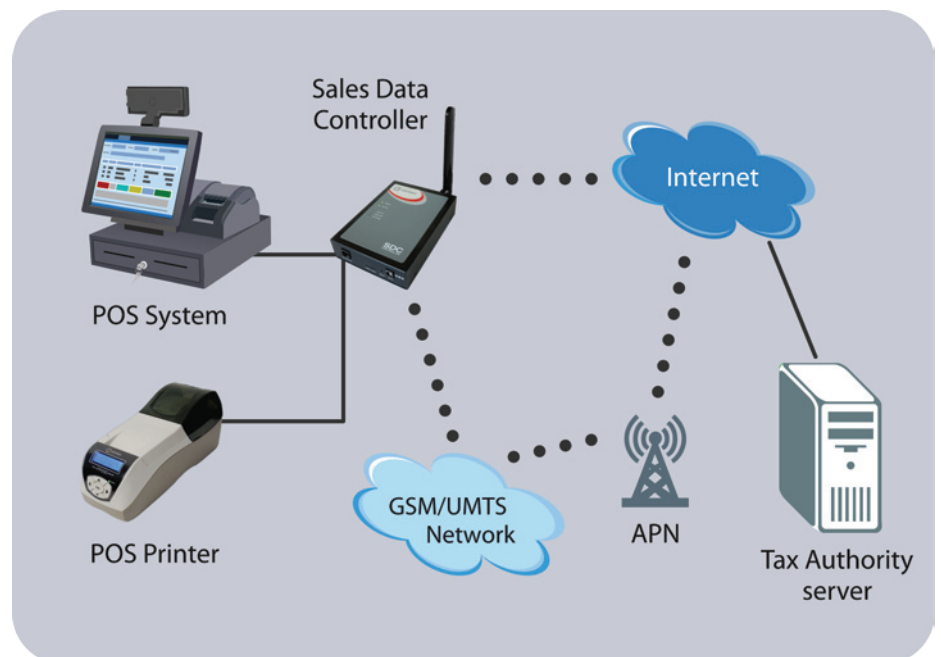 Sales Data
Controller
Internet
SDC
POS System
GSM/UMTS
Network
APN
POS Printer
Tax Authority
server